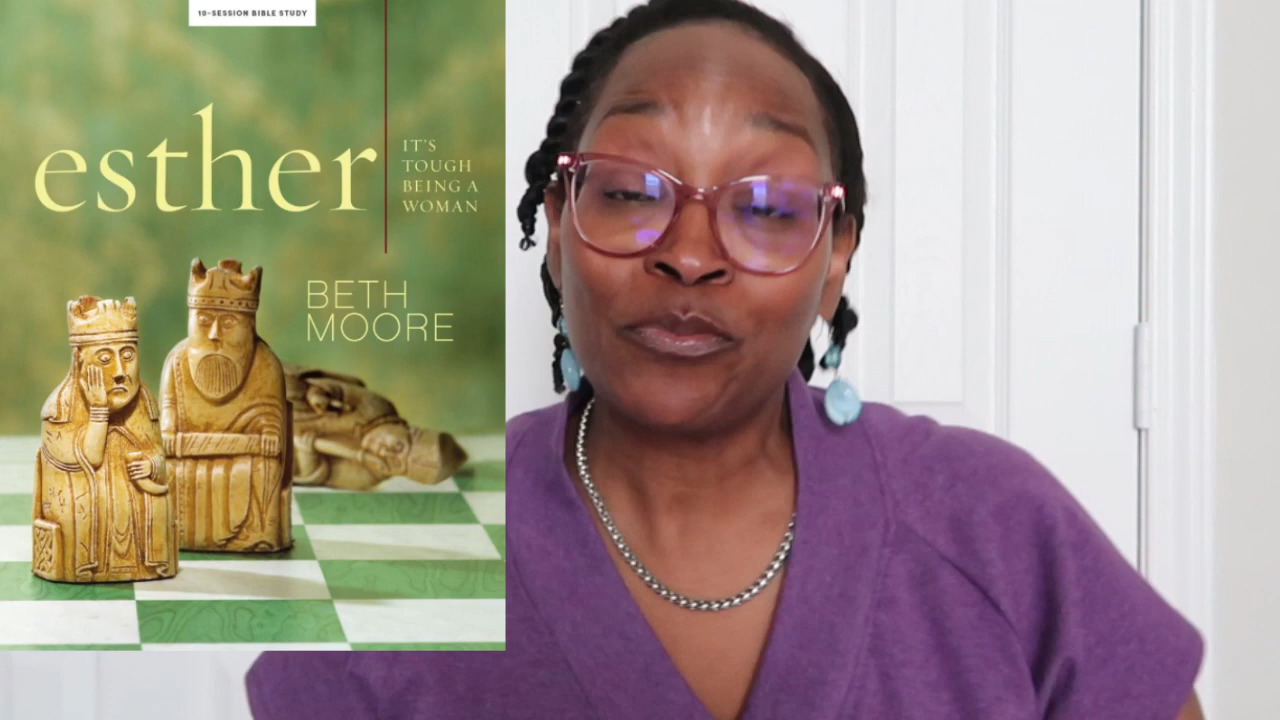 10-SESSION BIBLE STUDY
esther
IT'S
TOUGH
BEING A
WOMAN
BETH
MOORE